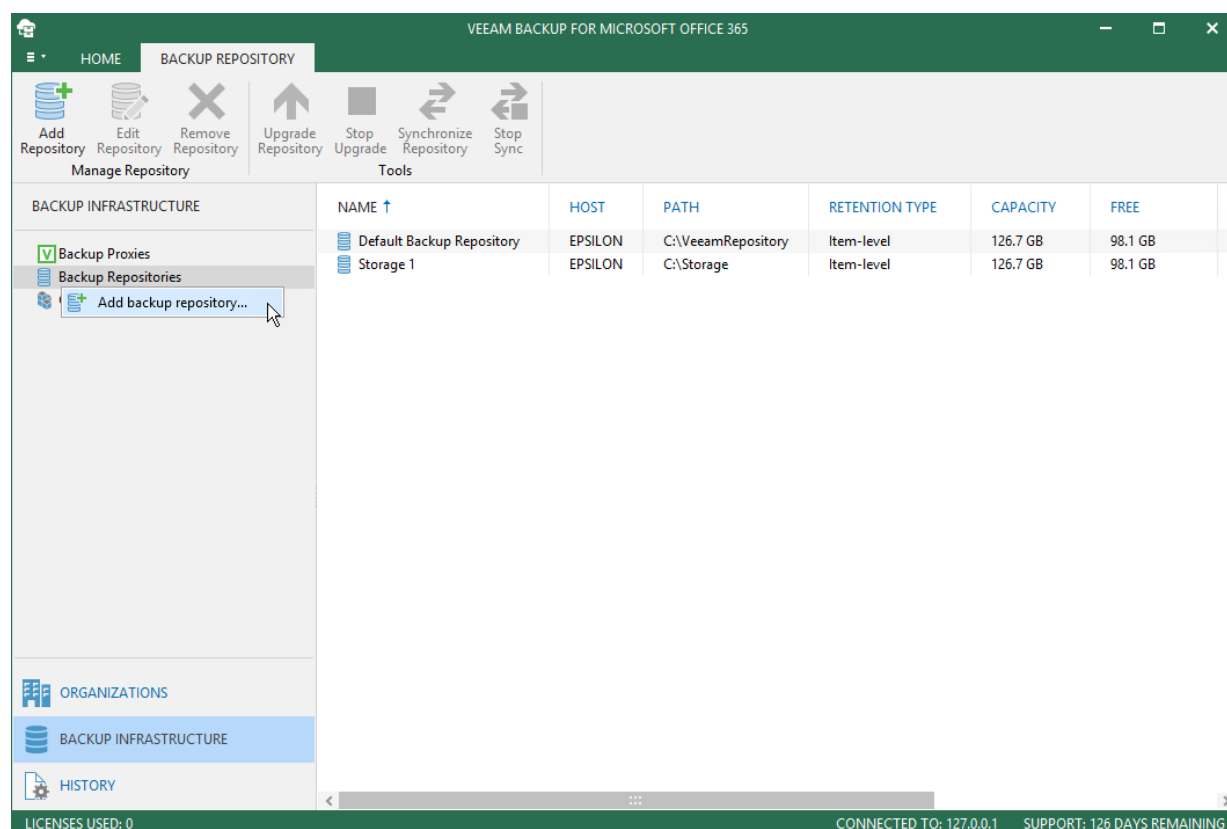 VEEAM BACKUP FOR MICROSOFT OFFICE 365
HOME
BACKUP REPOSITORY
Add Repository
Edit Repository
Remove Repository
Upgrade Repository
Stop Upgrade
Synchronize Repository
Stop Sync
Manage Repository
Tools
BACKUP INFRASTRUCTURE
Backup Proxies
Backup Repositories
Add backup repository...
NAME HOST PATH RETENTION TYPE CAPACITY FREE
Default Backup Repository EPSILON C:\VeeamRepository Item-level 126.7 GB 98.1 GB
Storage 1 EPSILON C:\Storage Item-level 126.7 GB 98.1 GB
ORGANIZATIONS
BACKUP INFRASTRUCTURE
HISTORY
LICENSES USED: 0
CONNECTED TO: 127.0.0.1
SUPPORT: 126 DAYS REMAINING